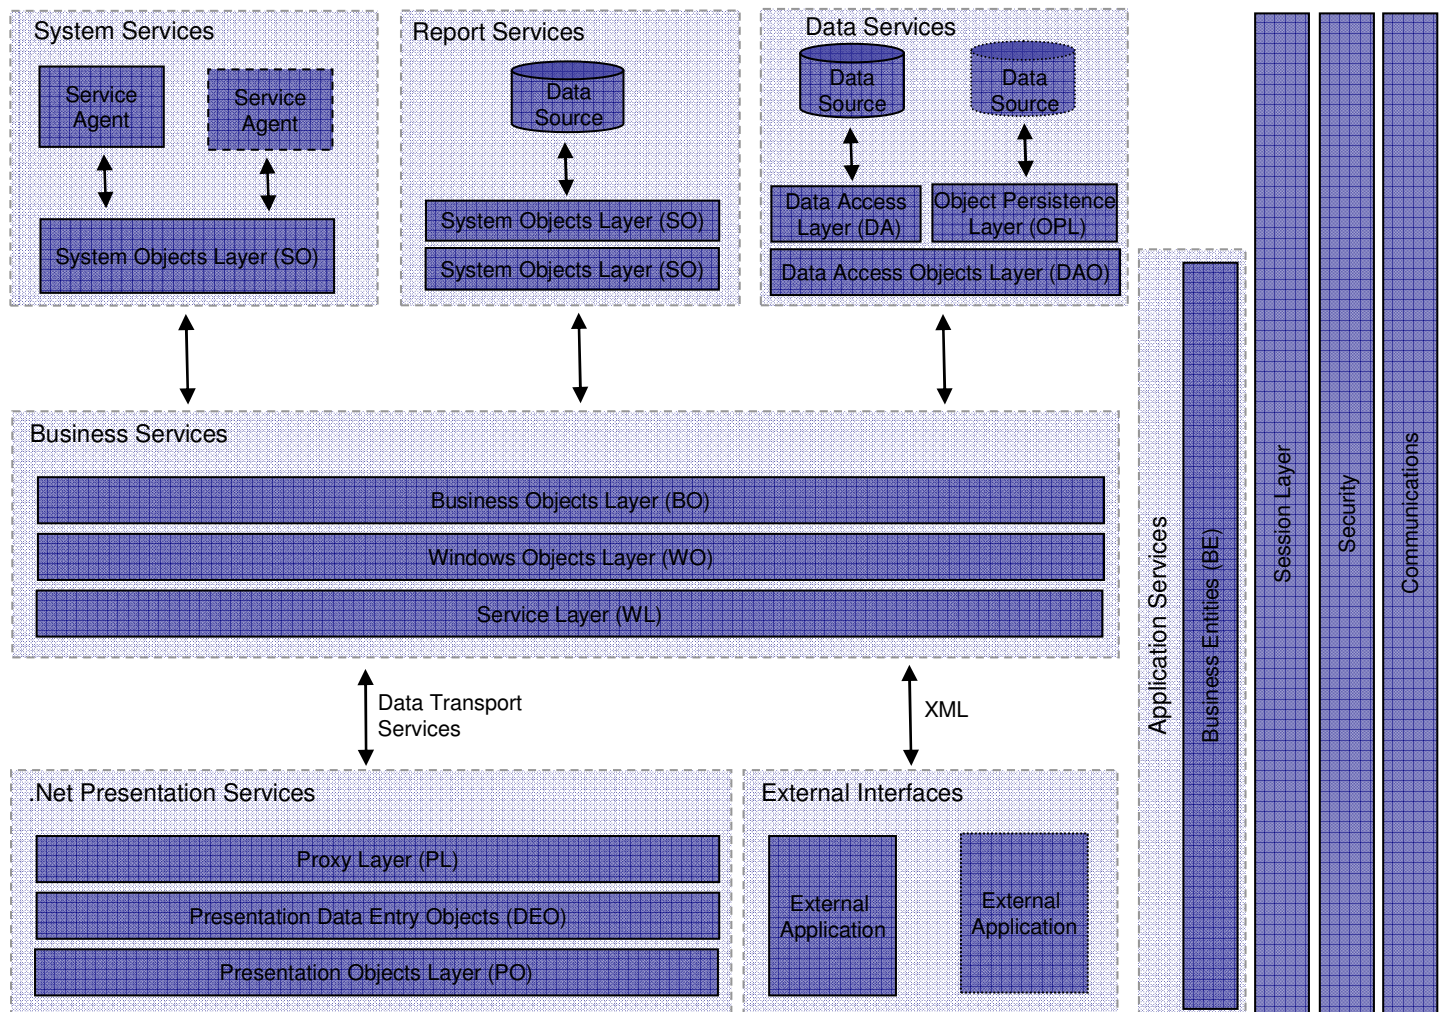 System Services
Service
Agent
Service
Agent
System Objects Layer (SO)
Report Services
Data
Source
System Objects Layer (SO)
System Objects Layer (SO)
Data Services
Data
Source
Data
Source
Data Access
Layer (DA)
Object Persistence
Layer (OPL)
Data Access Objects Layer (DAO)
Business Services
Business Objects Layer (BO)
Windows Objects Layer (WO)
Service Layer (WL)
Data Transport
Services
XML
.Net Presentation Services
Proxy Layer (PL)
Presentation Data Entry Objects (DEO)
Presentation Objects Layer (PO)
External Interfaces
External
Application
External
Application
Application Services
Business Entities (BE)
Session Layer
Security
Communications